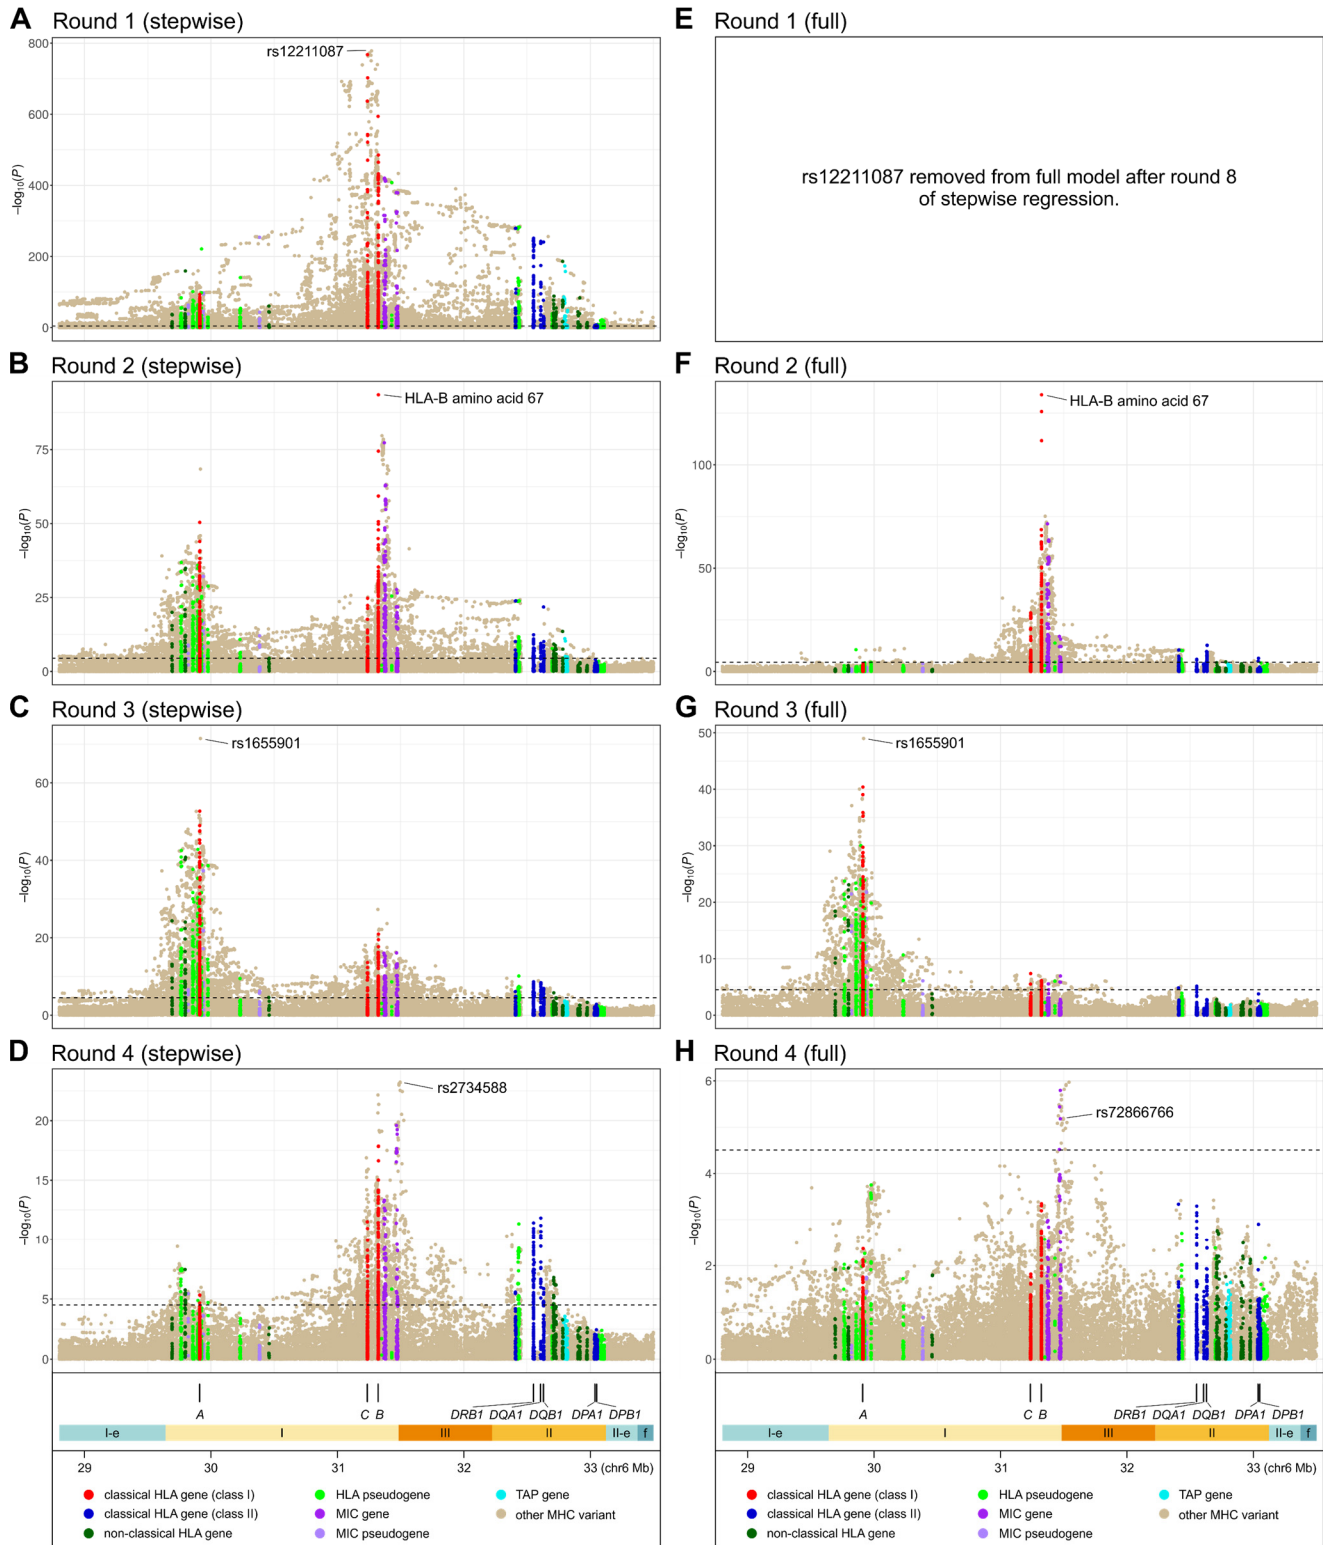 A Round 1 (stepwise)
800
600
400
200
0
−log10(P)
rs12211087
E Round 1 (full)
rs12211087 removed from full model after round 8
of stepwise regression.
B Round 2 (stepwise)
75
50
25
0
−log10(P)
HLA-B amino acid 67
F Round 2 (full)
100
50
0
−log10(P)
HLA-B amino acid 67
C Round 3 (stepwise)
60
40
20
0
−log10(P)
rs1655901
G Round 3 (full)
50
40
30
20
10
0
−log10(P)
rs1655901
D Round 4 (stepwise)
20
15
10
5
0
−log10(P)
rs2734588
H Round 4 (full)
6
4
2
0
−log10(P)
rs72866766
A C B DRB1 DQA1 DQB1 DPA1 DPB1
I-e I III II II-e f
29 30 31 32 33 (chr6 Mb)
classical HLA gene (class I) HLA pseudogene TAP gene
classical HLA gene (class II) MIC gene other MHC variant
non-classical HLA gene MIC pseudogene
A C B DRB1 DQA1 DQB1 DPA1 DPB1
I-e I III II II-e f
29 30 31 32 33 (chr6 Mb)
classical HLA gene (class I) HLA pseudogene TAP gene
classical HLA gene (class II) MIC gene other MHC variant
non-classical HLA gene MIC pseudogene